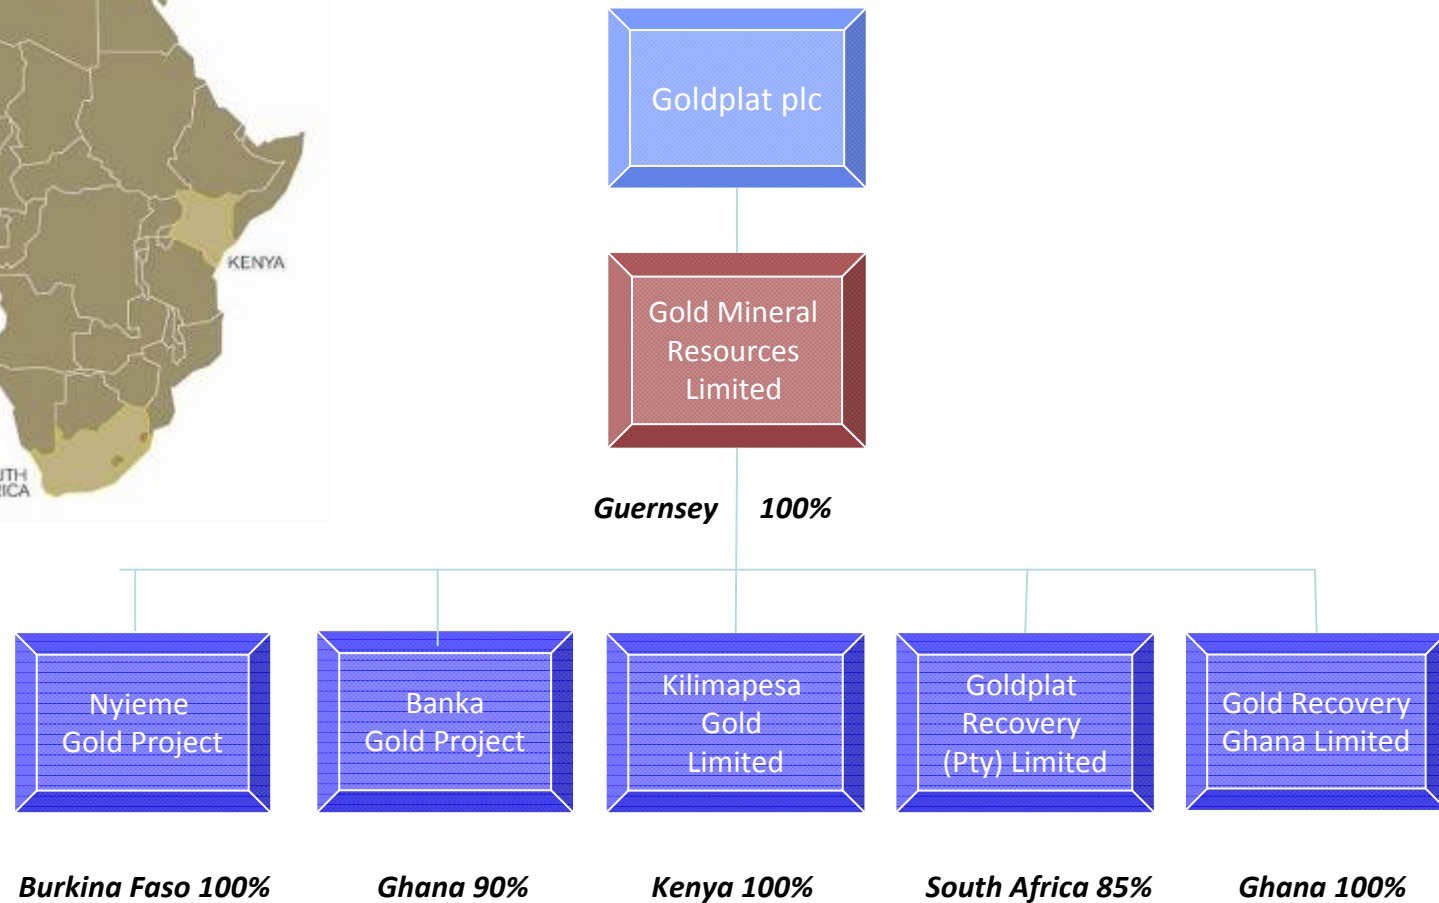 Goldplat plc
KENYA
Gold Mineral
Resources
Limited
Guernsey 100%
Nyieme
Gold Project
Banka
Gold Project
Kilimapesa
Gold
Limited
Goldplat
Recovery
(Pty) Limited
Gold Recovery
Ghana Limited
Burkina Faso 100%
Ghana 90%
Kenya 100%
South Africa 85%
Ghana 100%